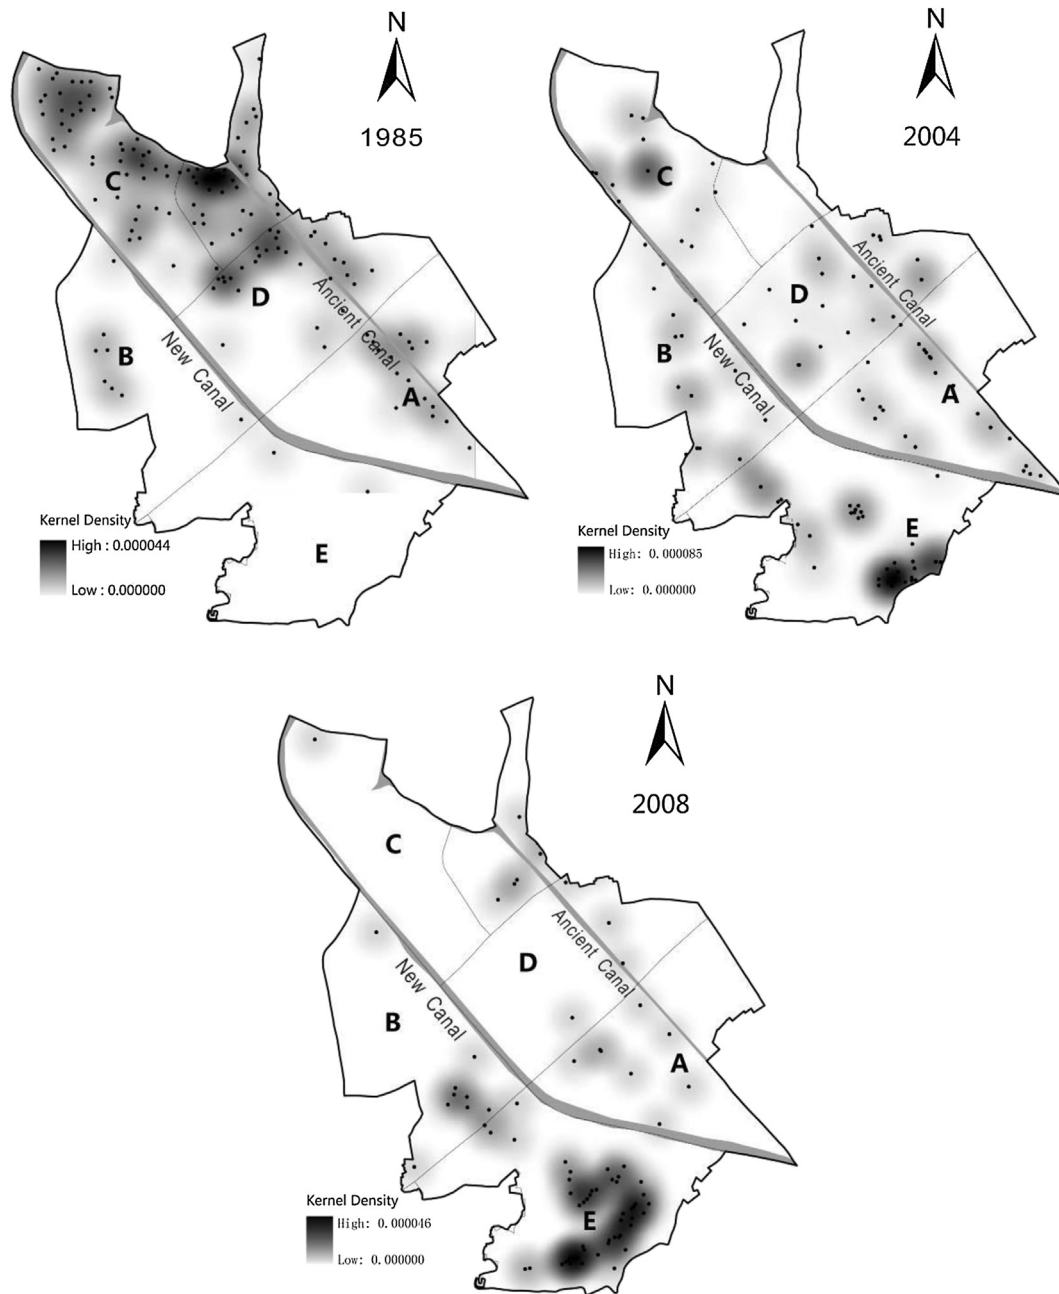 N
1985
C
D
Ancient Canal
B
New Canal
A
Kernel Density
High : 0.000044
Low : 0.000000
E
N
2004
C
Ancient Canal
D
B
New Canal
A
Kernel Density
High: 0.000085
Low: 0.000000
E
N
2008
C
Ancient Canal
D
New Canal
B
A
Kernel Density
High: 0.000046
Low: 0.000000
E